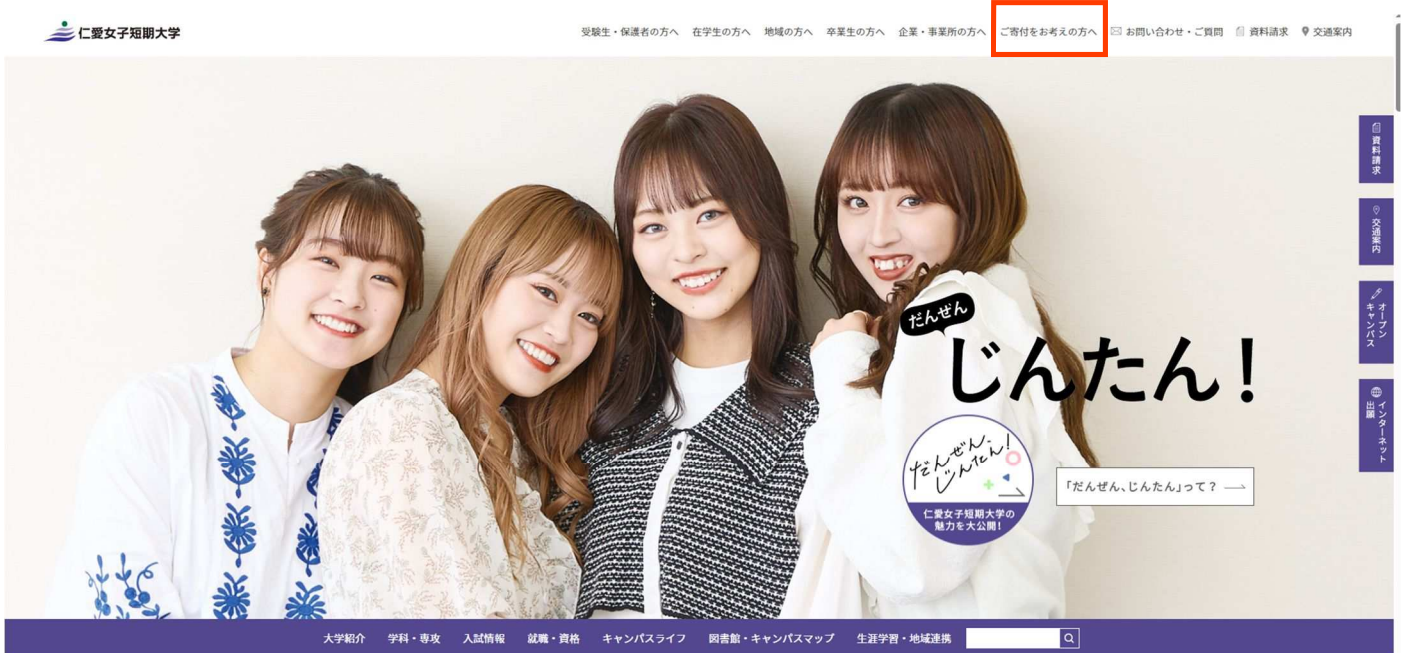 仁愛女子短期大学
受験生・保護者の方へ 在学生の方へ 地域の方へ 卒業生の方へ 企業・事業所の方へ ご寄付をお考えの方へ お問い合わせ・ご質問 資料請求 交通案内
資料請求
交通案内
オープン
キャンパス
インターネット
出願
だんぜん
じんたん！
だんぜん、
じんたん！
仁愛女子短期大学の
魅力を大公開！
「だんぜん、じんたん」って？
大学紹介 学科・専攻 入試情報 就職・資格 キャンパスライフ 図書館・キャンパスマップ 生涯学習・地域連携